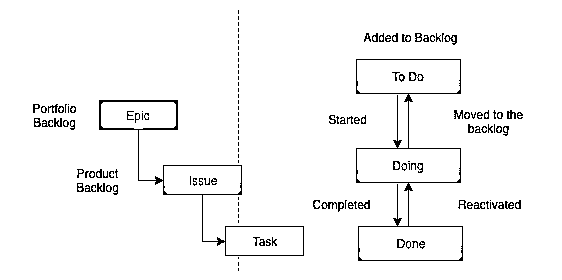 Added to Backlog
To Do
Portfolio
Backlog
Epic
Started
Moved to the
backlog
Product
Backlog
Issue
Doing
Completed
Reactivated
Task
Done